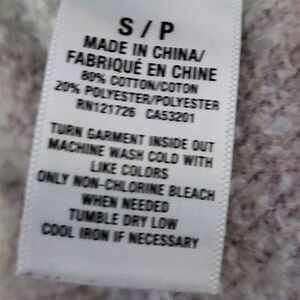 S / P
MADE IN CHINA/
FABRIQUÉ EN CHINE
80% COTTON/COTON
20% POLYESTER/POLYESTER
RN121726 CA53201
TURN GARMENT INSIDE OUT
MACHINE WASH COLD WITH
LIKE COLORS
ONLY NON-CHLORINE BLEACH
WHEN NEEDED
TUMBLE DRY LOW
COOL IRON IF NECESSARY